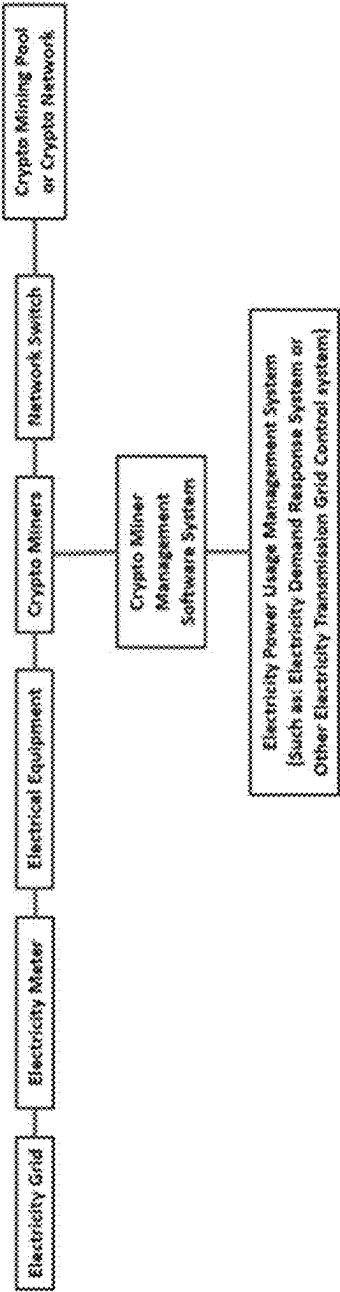 Electricity Grid
Electricity Meter
Electrical Equipment
Crypto Miners
Network Switch
Crypto Mining Pool
or Crypto Network
Crypto Miner
Management
Software System
Electricity Power Usage Management System
(Such as: Electricity Demand Response System or
Other Electricity Transmission Grid Control system)